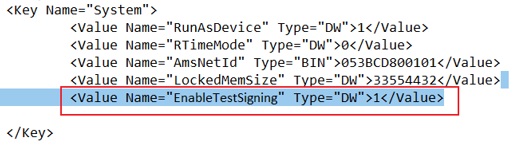 <Key Name="System">
<Value Name="RunAsDevice" Type="DW">1</Value>
<Value Name="RTimeMode" Type="DW">0</Value>
<Value Name="AmsNetId" Type="BIN">053BCD800101</Value>
<Value Name="LockedMemSize" Type="DW">33554432</Value>
<Value Name="EnableTestSigning" Type="DW">1</Value>
</Key>